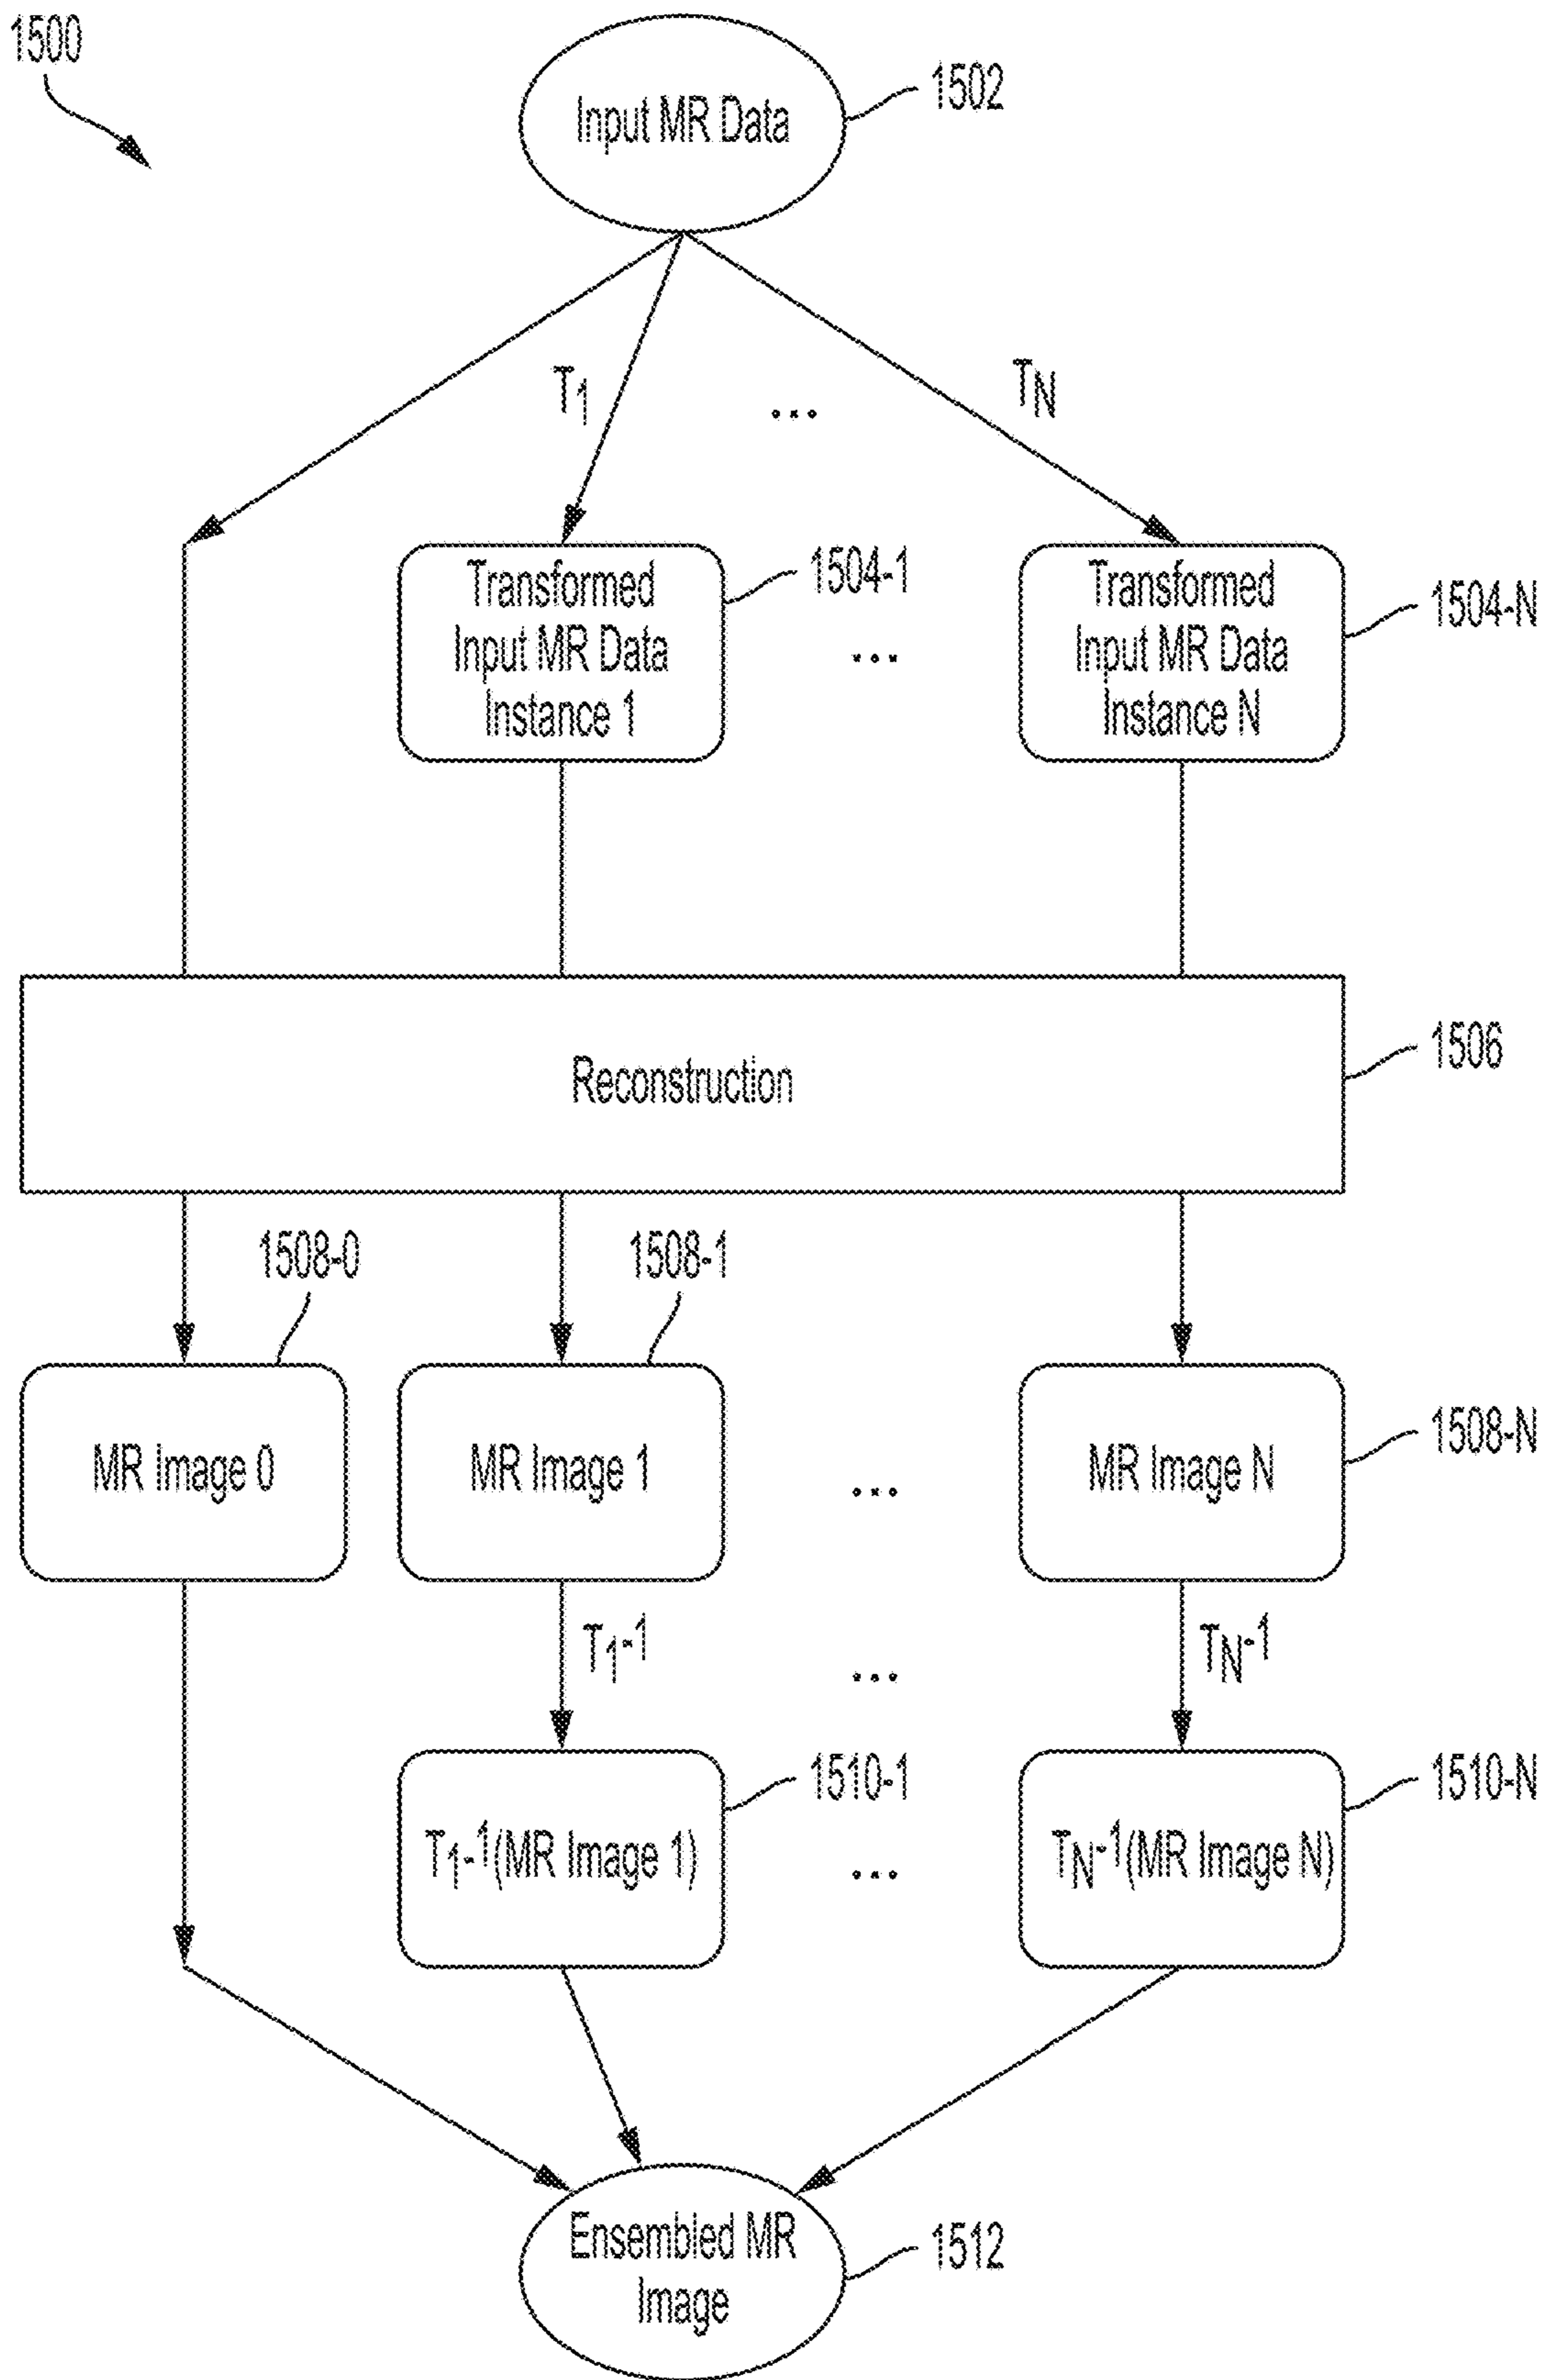 1500
Input MR Data
1502
T1
...
TN
Transformed
Input MR Data
Instance 1
1504-1
...
Transformed
Input MR Data
Instance N
1504-N
Reconstruction
1506
1508-0
1508-1
MR Image 0
MR Image 1
...
MR Image N
1508-N
T1-1
...
TN-1
T1-1(MR Image 1)
1510-1
...
TN-1(MR Image N)
1510-N
Ensembled MR
Image
1512